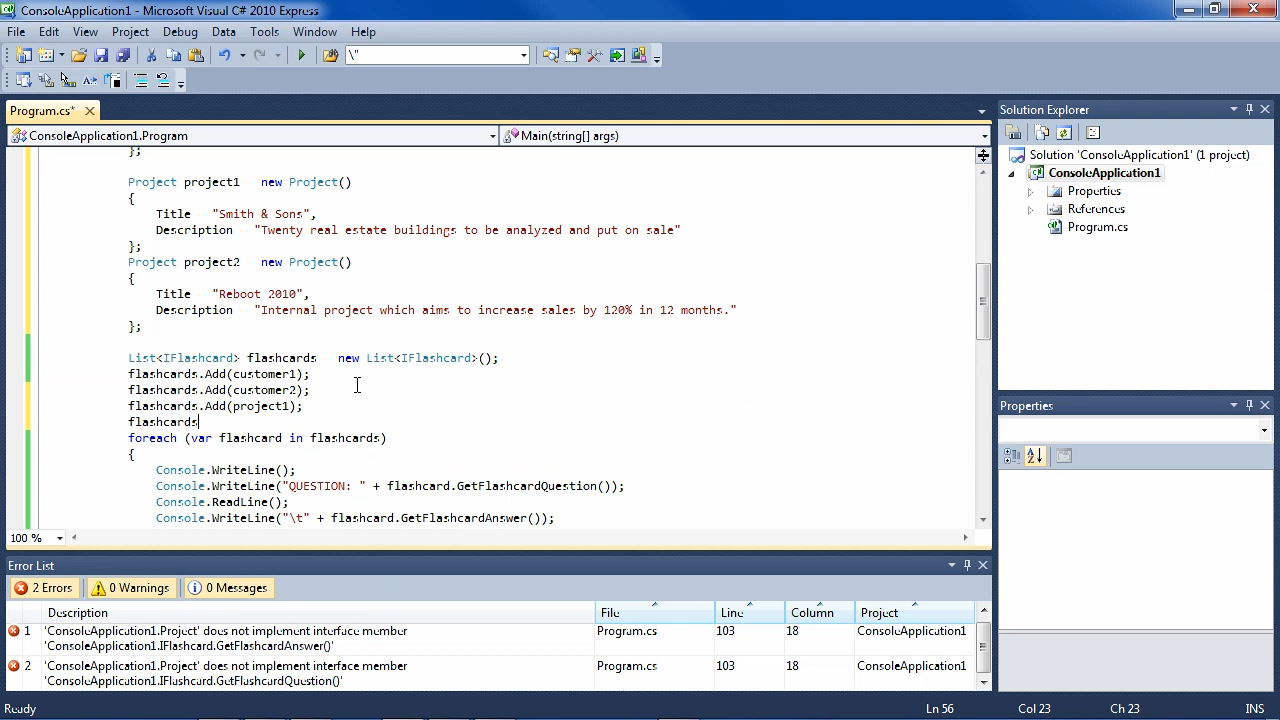 ConsoleApplication1 - Microsoft Visual C# 2010 Express
File Edit View Project Debug Data Tools Window Help
\"
Program.cs*
ConsoleApplication1.Program
Main(string[] args)
};
Project project1 = new Project()
{
Title = "Smith & Sons",
Description = "Twenty real estate buildings to be analyzed and put on sale"
};
Project project2 = new Project()
{
Title = "Reboot 2010",
Description = "Internal project which aims to increase sales by 120% in 12 months."
};
List<IFlashcard> flashcards = new List<IFlashcard>();
flashcards.Add(customer1);
flashcards.Add(customer2);
flashcards.Add(project1);
flashcards
foreach (var flashcard in flashcards)
{
Console.WriteLine();
Console.WriteLine("QUESTION: " + flashcard.GetFlashcardQuestion());
Console.ReadLine();
Console.WriteLine("\t" + flashcard.GetFlashcardAnswer());
100 %
Solution Explorer
Solution 'ConsoleApplication1' (1 project)
ConsoleApplication1
Properties
References
Program.cs
Properties
Error List
2 Errors 0 Warnings 0 Messages
Description File Line Column Project
1 'ConsoleApplication1.Project' does not implement interface member Program.cs 103 18 ConsoleApplication1
'ConsoleApplication1.IFlashcard.GetFlashcardAnswer()'
2 'ConsoleApplication1.Project' does not implement interface member Program.cs 103 18 ConsoleApplication1
'ConsoleApplication1.IFlashcard.GetFlashcardQuestion()'
Ready Ln 56 Col 23 Ch 23 INS